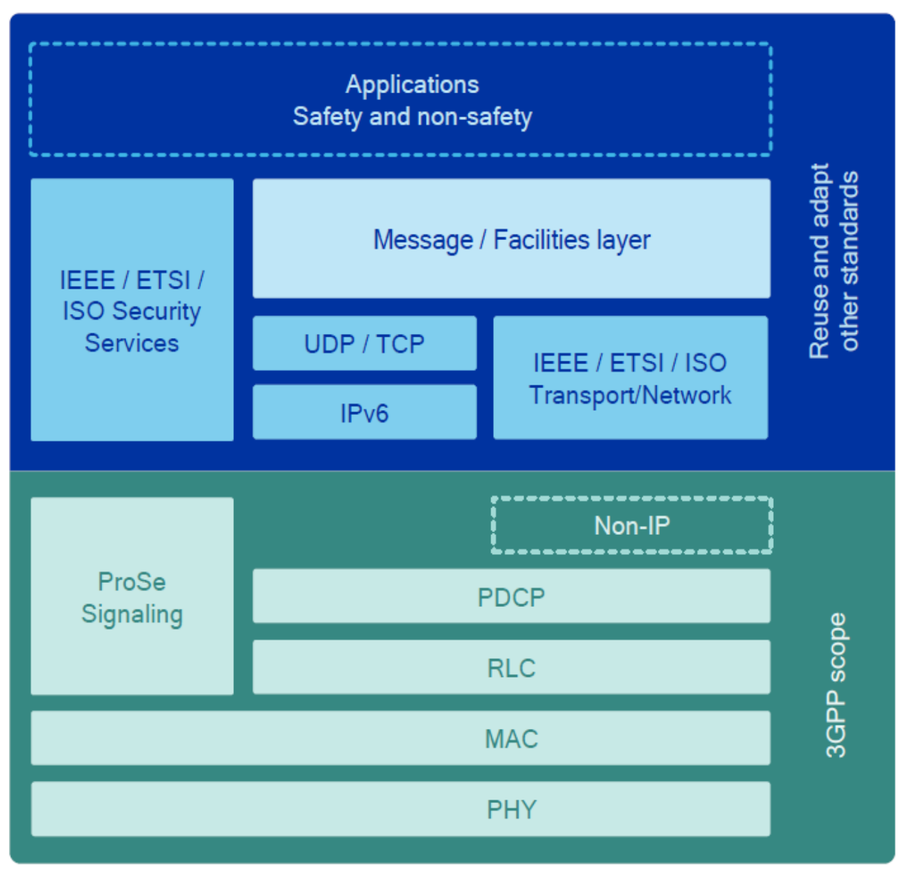 Applications
Safety and non-safety
IEEE / ETSI /
ISO Security
Services
Message / Facilities layer
UDP / TCP
IPv6
IEEE / ETSI / ISO
Transport/Network
Reuse and adapt
other standards
ProSe
Signaling
Non-IP
PDCP
RLC
MAC
PHY
3GPP scope